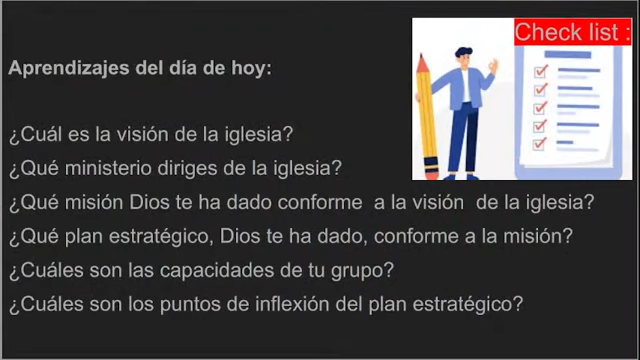 Check list :
Aprendizajes del día de hoy:
¿Cuál es la visión de la iglesia?
¿Qué ministerio diriges de la iglesia?
¿Qué misión Dios te ha dado conforme a la visión de la iglesia?
¿Qué plan estratégico, Dios te ha dado, conforme a la misión?
¿Cuáles son las capacidades de tu grupo?
¿Cuáles son los puntos de inflexión del plan estratégico?